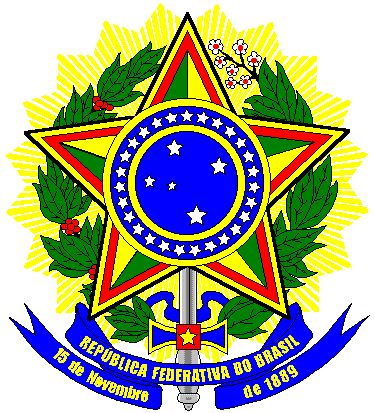 REPÚBLICA FEDERATIVA DO BRASIL
15 de Novembro
de 1889